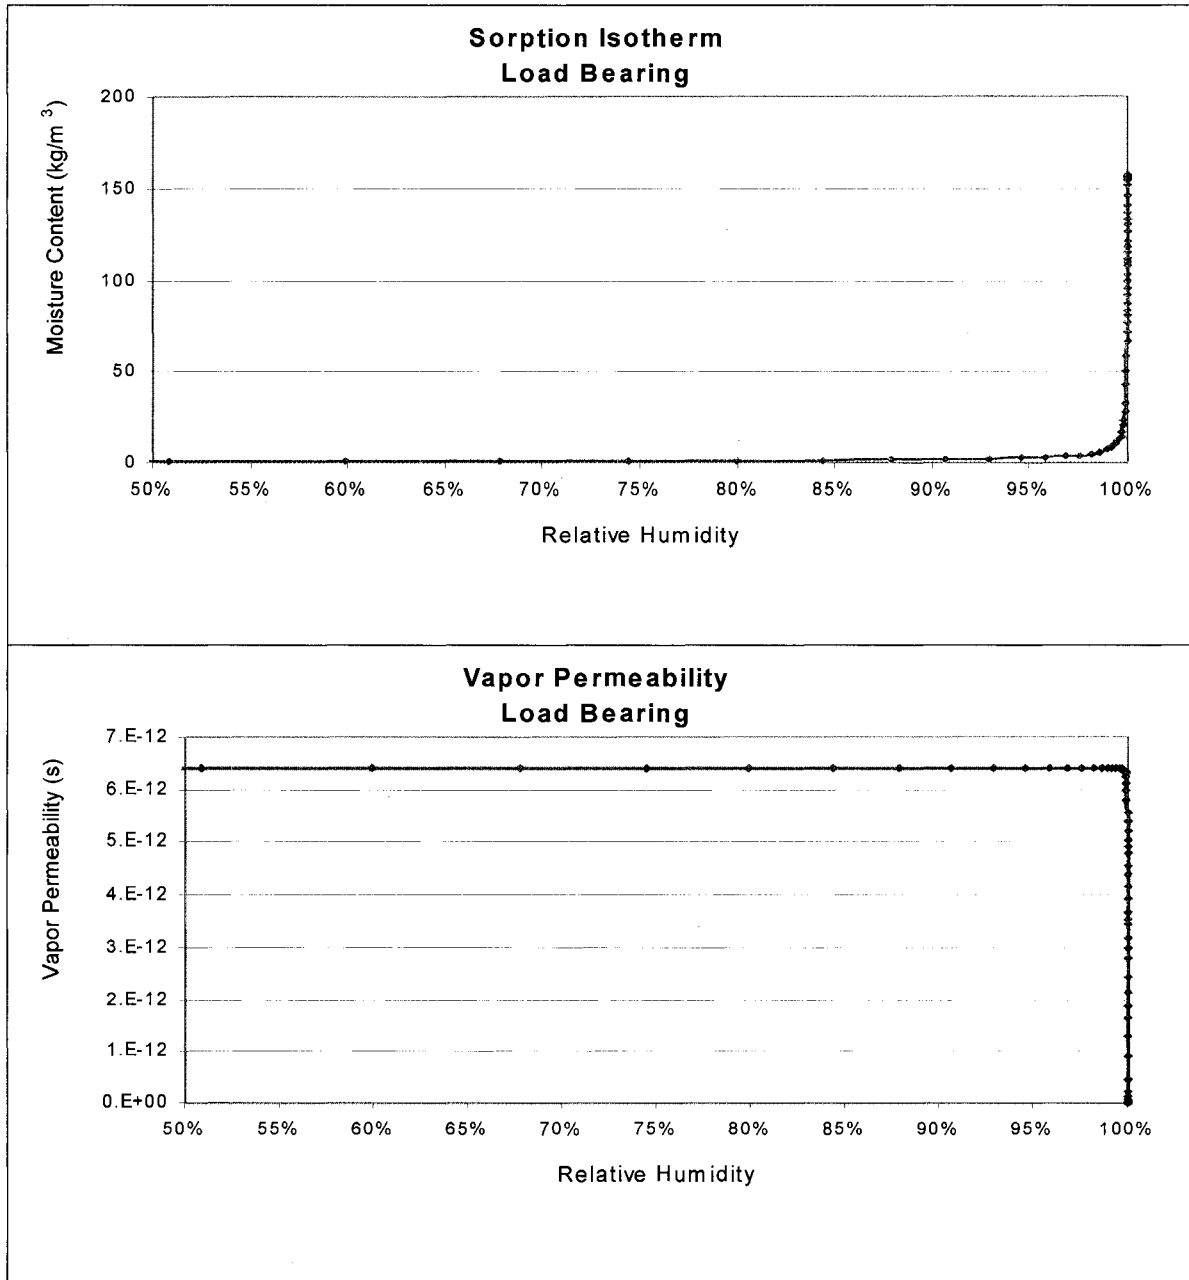 Sorption Isotherm
Load Bearing
Moisture Content (kg/m ³)
200
150
100
50
0
50% 55% 60% 65% 70% 75% 80% 85% 90% 95% 100%
Relative Humidity
Vapor Permeability
Load Bearing
Vapor Permeability (s)
7.E-12
6.E-12
5.E-12
4.E-12
3.E-12
2.E-12
1.E-12
0.E+00
50% 55% 60% 65% 70% 75% 80% 85% 90% 95% 100%
Relative Humidity